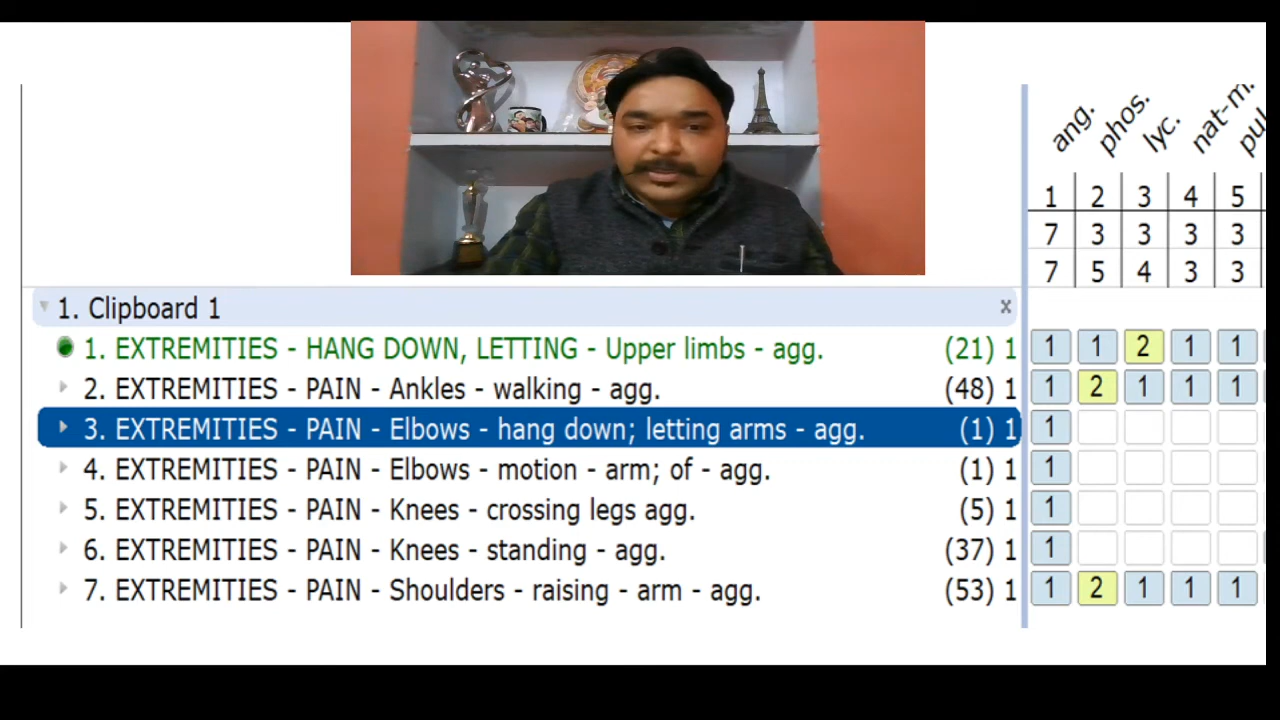 ang. phos. lyc. nat-m.
1 2 3 4 5
7 3 3 3 3
7 5 4 3 3
1. Clipboard 1 x
1. EXTREMITIES - HANG DOWN, LETTING - Upper limbs - agg. (21) 1 1 1 2 1 1
2. EXTREMITIES - PAIN - Ankles - walking - agg. (48) 1 1 2 1 1 1
3. EXTREMITIES - PAIN - Elbows - hang down; letting arms - agg. (1) 1 1
4. EXTREMITIES - PAIN - Elbows - motion - arm; of - agg. (1) 1 1
5. EXTREMITIES - PAIN - Knees - crossing legs agg. (5) 1 1
6. EXTREMITIES - PAIN - Knees - standing - agg. (37) 1 1
7. EXTREMITIES - PAIN - Shoulders - raising - arm - agg. (53) 1 1 2 1 1 1